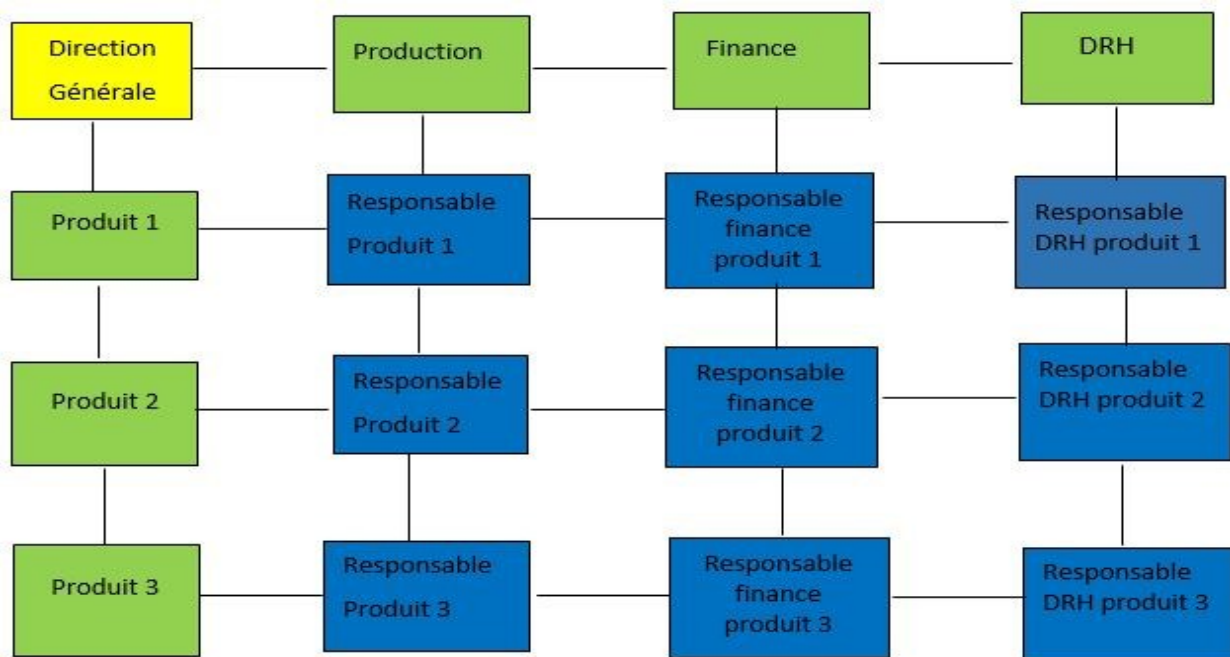 Direction
Générale
Production
Finance
DRH
Produit 1
Responsable
Produit 1
Responsable
finance
produit 1
Responsable
DRH produit 1
Produit 2
Responsable
Produit 2
Responsable
finance
produit 2
Responsable
DRH produit 2
Produit 3
Responsable
Produit 3
Responsable
finance
produit 3
Responsable
DRH produit 3